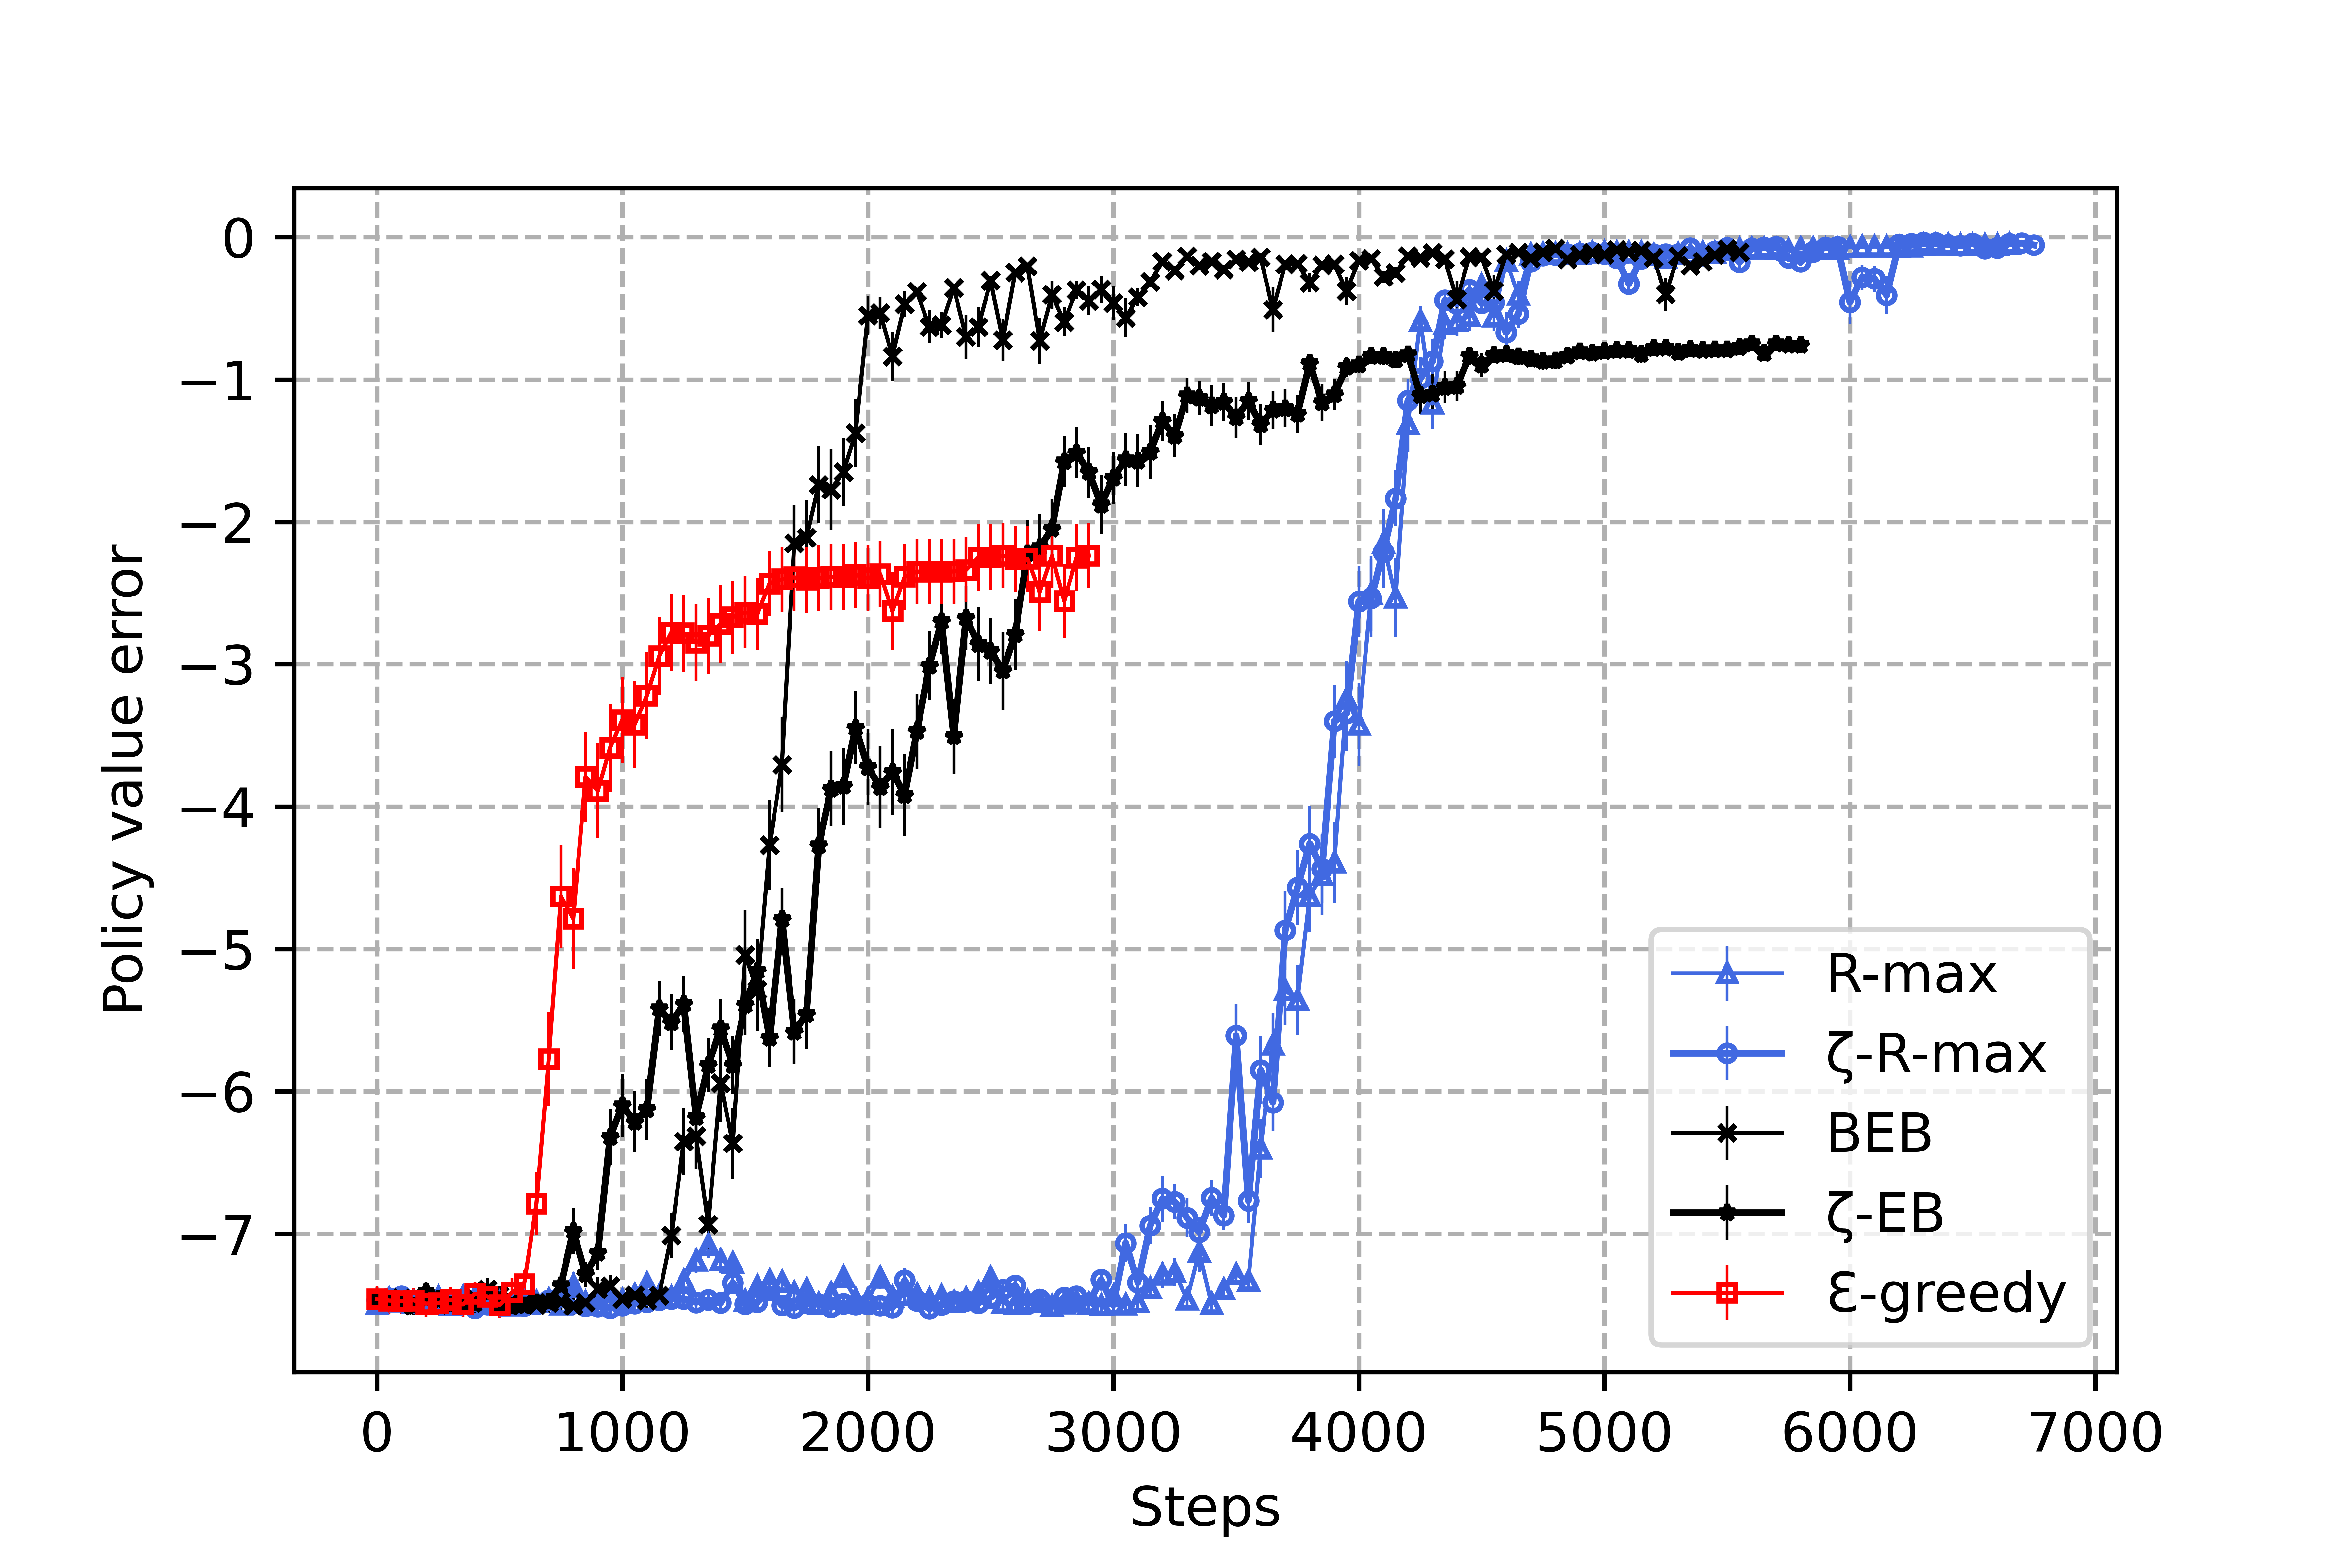 0
−1
−2
−3
−4
−5
−6
−7
Policy value error
0 1000 2000 3000 4000 5000 6000 7000
Steps
R-max
ζ-R-max
BEB
ζ-EB
Ɛ-greedy